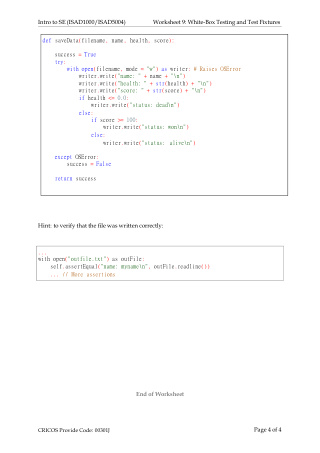 Intro to SE (ISAD1000/ISAD5004) Worksheet 9: White-Box Testing and Test Fixtures
def saveData(filename, name, health, score):
success = True
try:
with open(filename, mode = "w") as writer: # Raises OSError
writer.write("name: " + name + "\n")
writer.write("health: " + str(health) + "\n")
writer.write("score: " + str(score) + "\n")
if health <= 0.0:
writer.write("status: dead\n")
else:
if score >= 100:
writer.write("status: won\n")
else:
writer.write("status: alive\n")
except OSError:
success = False
return success
Hint: to verify that the file was written correctly:
...
with open("outfile.txt") as outFile:
self.assertEqual("name: myname\n", outFile.readline())
... // More assertions
End of Worksheet
CRICOS Provide Code: 00301J Page 4 of 4